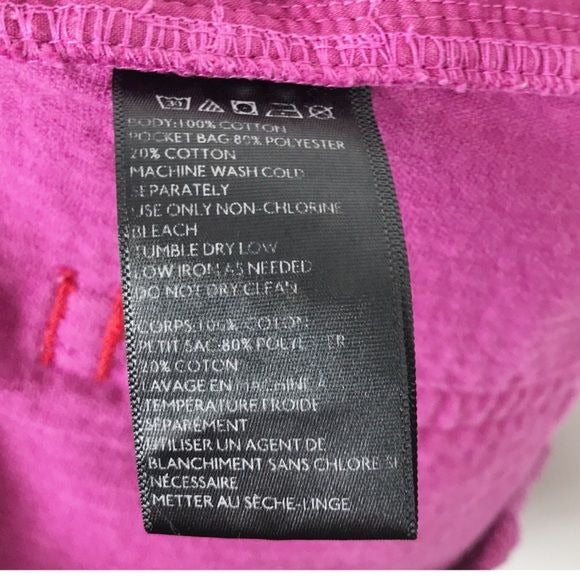 30
BODY:100% COTTON
POCKET BAG 80% POLYESTER
20% COTTON
MACHINE WASH COLD
SEPARATELY
USE ONLY NON-CHLORINE
BLEACH
TUMBLE DRY LOW
LOW IRON AS NEEDED
DO NOT DRY CLEAN
CORPS:100% COTON
PETIT SAC-80% POLYESTER
20% COTON
LAVAGE EN MACHINE A
TEMPERATURE FROIDE
SEPAREMENT
UTILISER UN AGENT DE
BLANCHIMENT SANS CHLORE SI
NÉCESSAIRE
METTER AU SÈCHE-LINGE